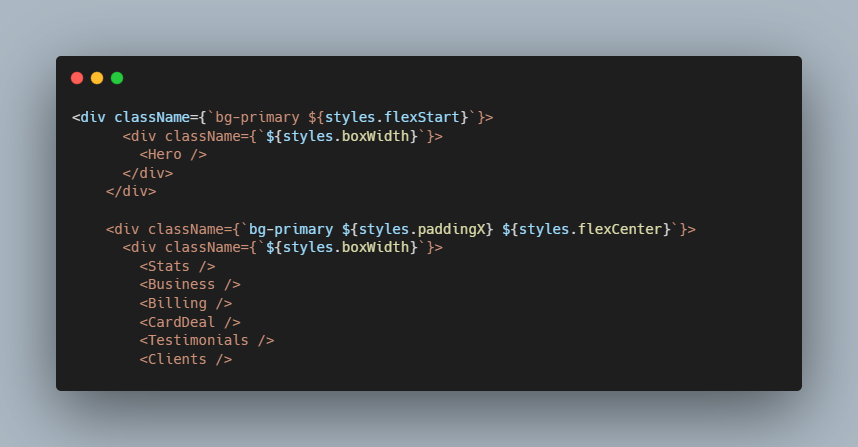 <div className={`bg-primary ${styles.flexStart}`}>
      <div className={`${styles.boxWidth}`}>
        <Hero />
      </div>
    </div>

    <div className={`bg-primary ${styles.paddingX} ${styles.flexCenter}`}>
      <div className={`${styles.boxWidth}`}>
        <Stats />
        <Business />
        <Billing />
        <CardDeal />
        <Testimonials />
        <Clients />